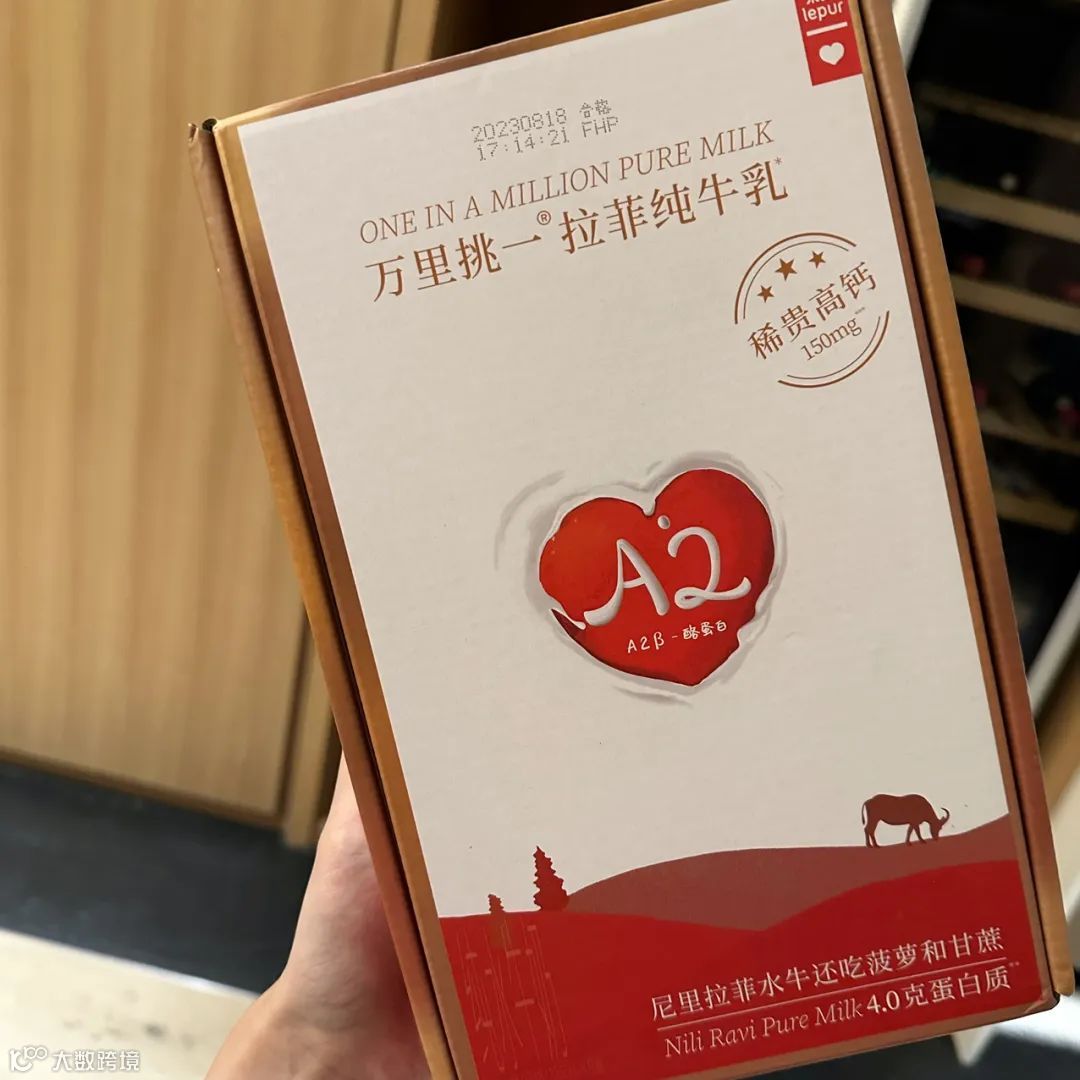 lepur
20230818 合格
17:14:21 FHP
ONE IN A MILLION PURE MILK
万里挑一®拉菲纯牛乳*
稀贵高钙
150mg***
A2
A2β-酪蛋白
尼里拉菲水牛还吃菠萝和甘蔗
Nili Ravi Pure Milk 4.0克蛋白质**
大数跨境